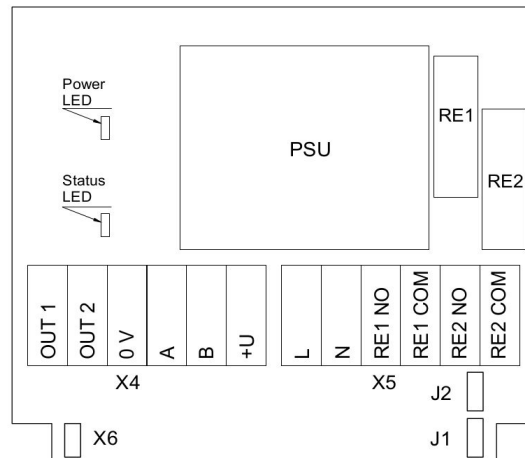 Power
LED
RE1
PSU
RE2
Status
LED
OUT 1
OUT 2
0 V
A
B
+U
L
N
RE1 NO
RE1 COM
RE2 NO
RE2 COM
X4
X5
J2
X6
J1